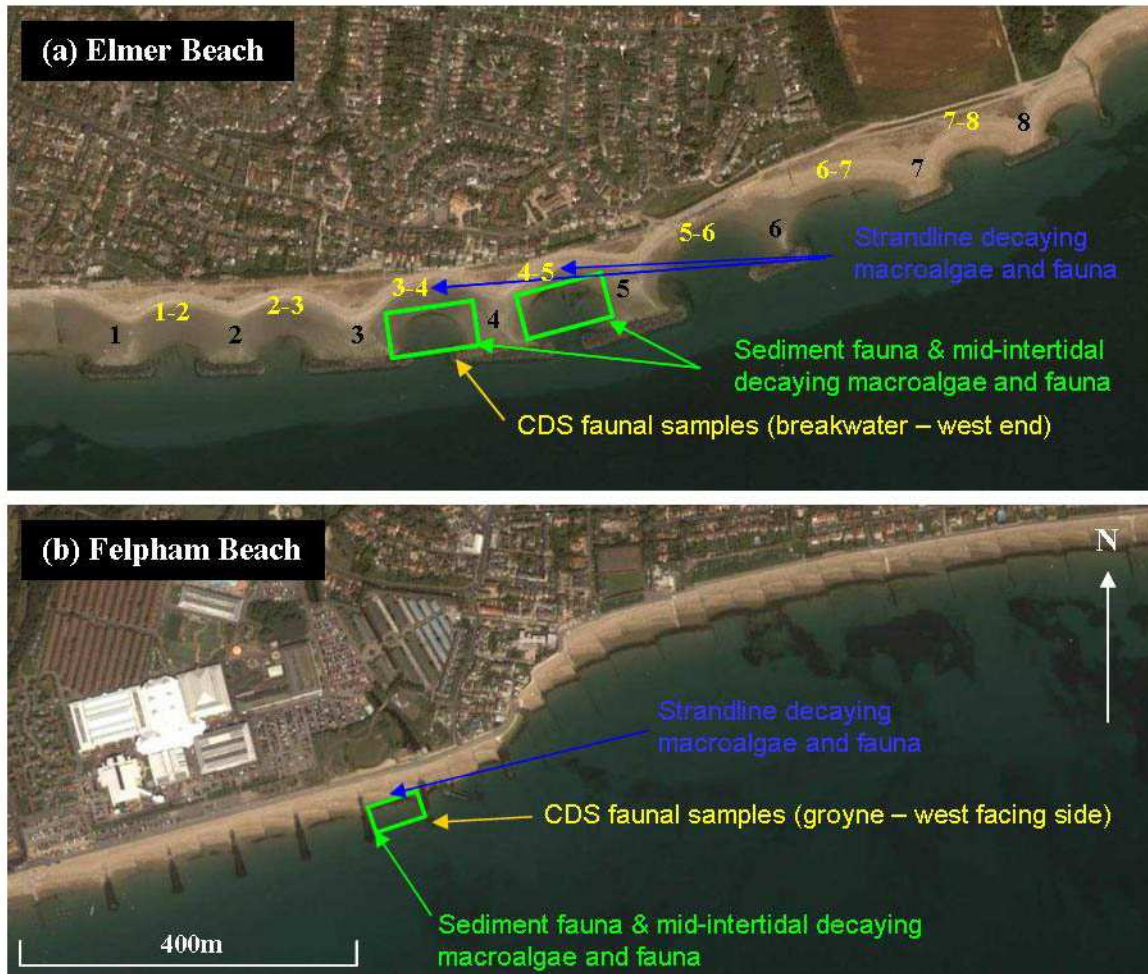 (a) Elmer Beach
7-8
8
6-7
7
5-6
6
Strandline decaying
macroalgae and fauna
4-5
3-4
5
1-2
2-3
4
1
2
3
Sediment fauna & mid-intertidal
decaying macroalgae and fauna
CDS faunal samples (breakwater – west end)
(b) Felpham Beach
N
Strandline decaying
macroalgae and fauna
CDS faunal samples (groyne – west facing side)
Sediment fauna & mid-intertidal decaying
macroalgae and fauna
400m